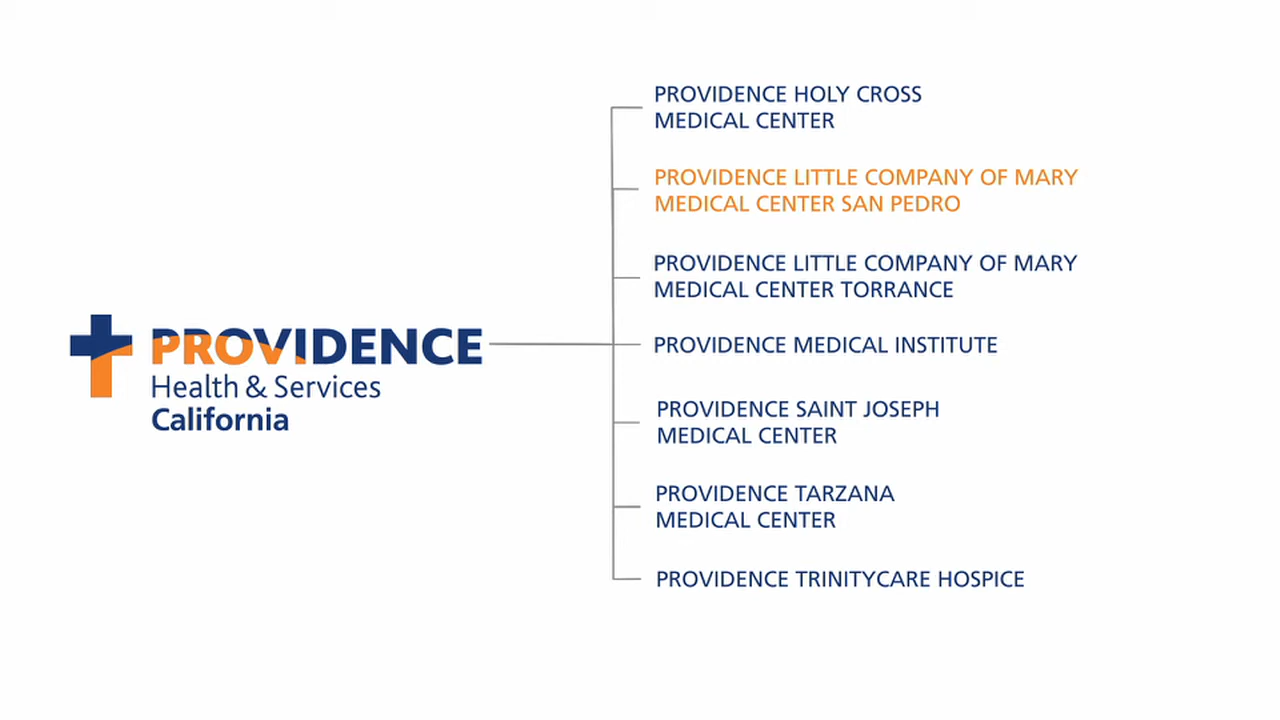 PROVIDENCE
Health & Services
California
PROVIDENCE HOLY CROSS
MEDICAL CENTER
PROVIDENCE LITTLE COMPANY OF MARY
MEDICAL CENTER SAN PEDRO
PROVIDENCE LITTLE COMPANY OF MARY
MEDICAL CENTER TORRANCE
PROVIDENCE MEDICAL INSTITUTE
PROVIDENCE SAINT JOSEPH
MEDICAL CENTER
PROVIDENCE TARZANA
MEDICAL CENTER
PROVIDENCE TRINITYCARE HOSPICE